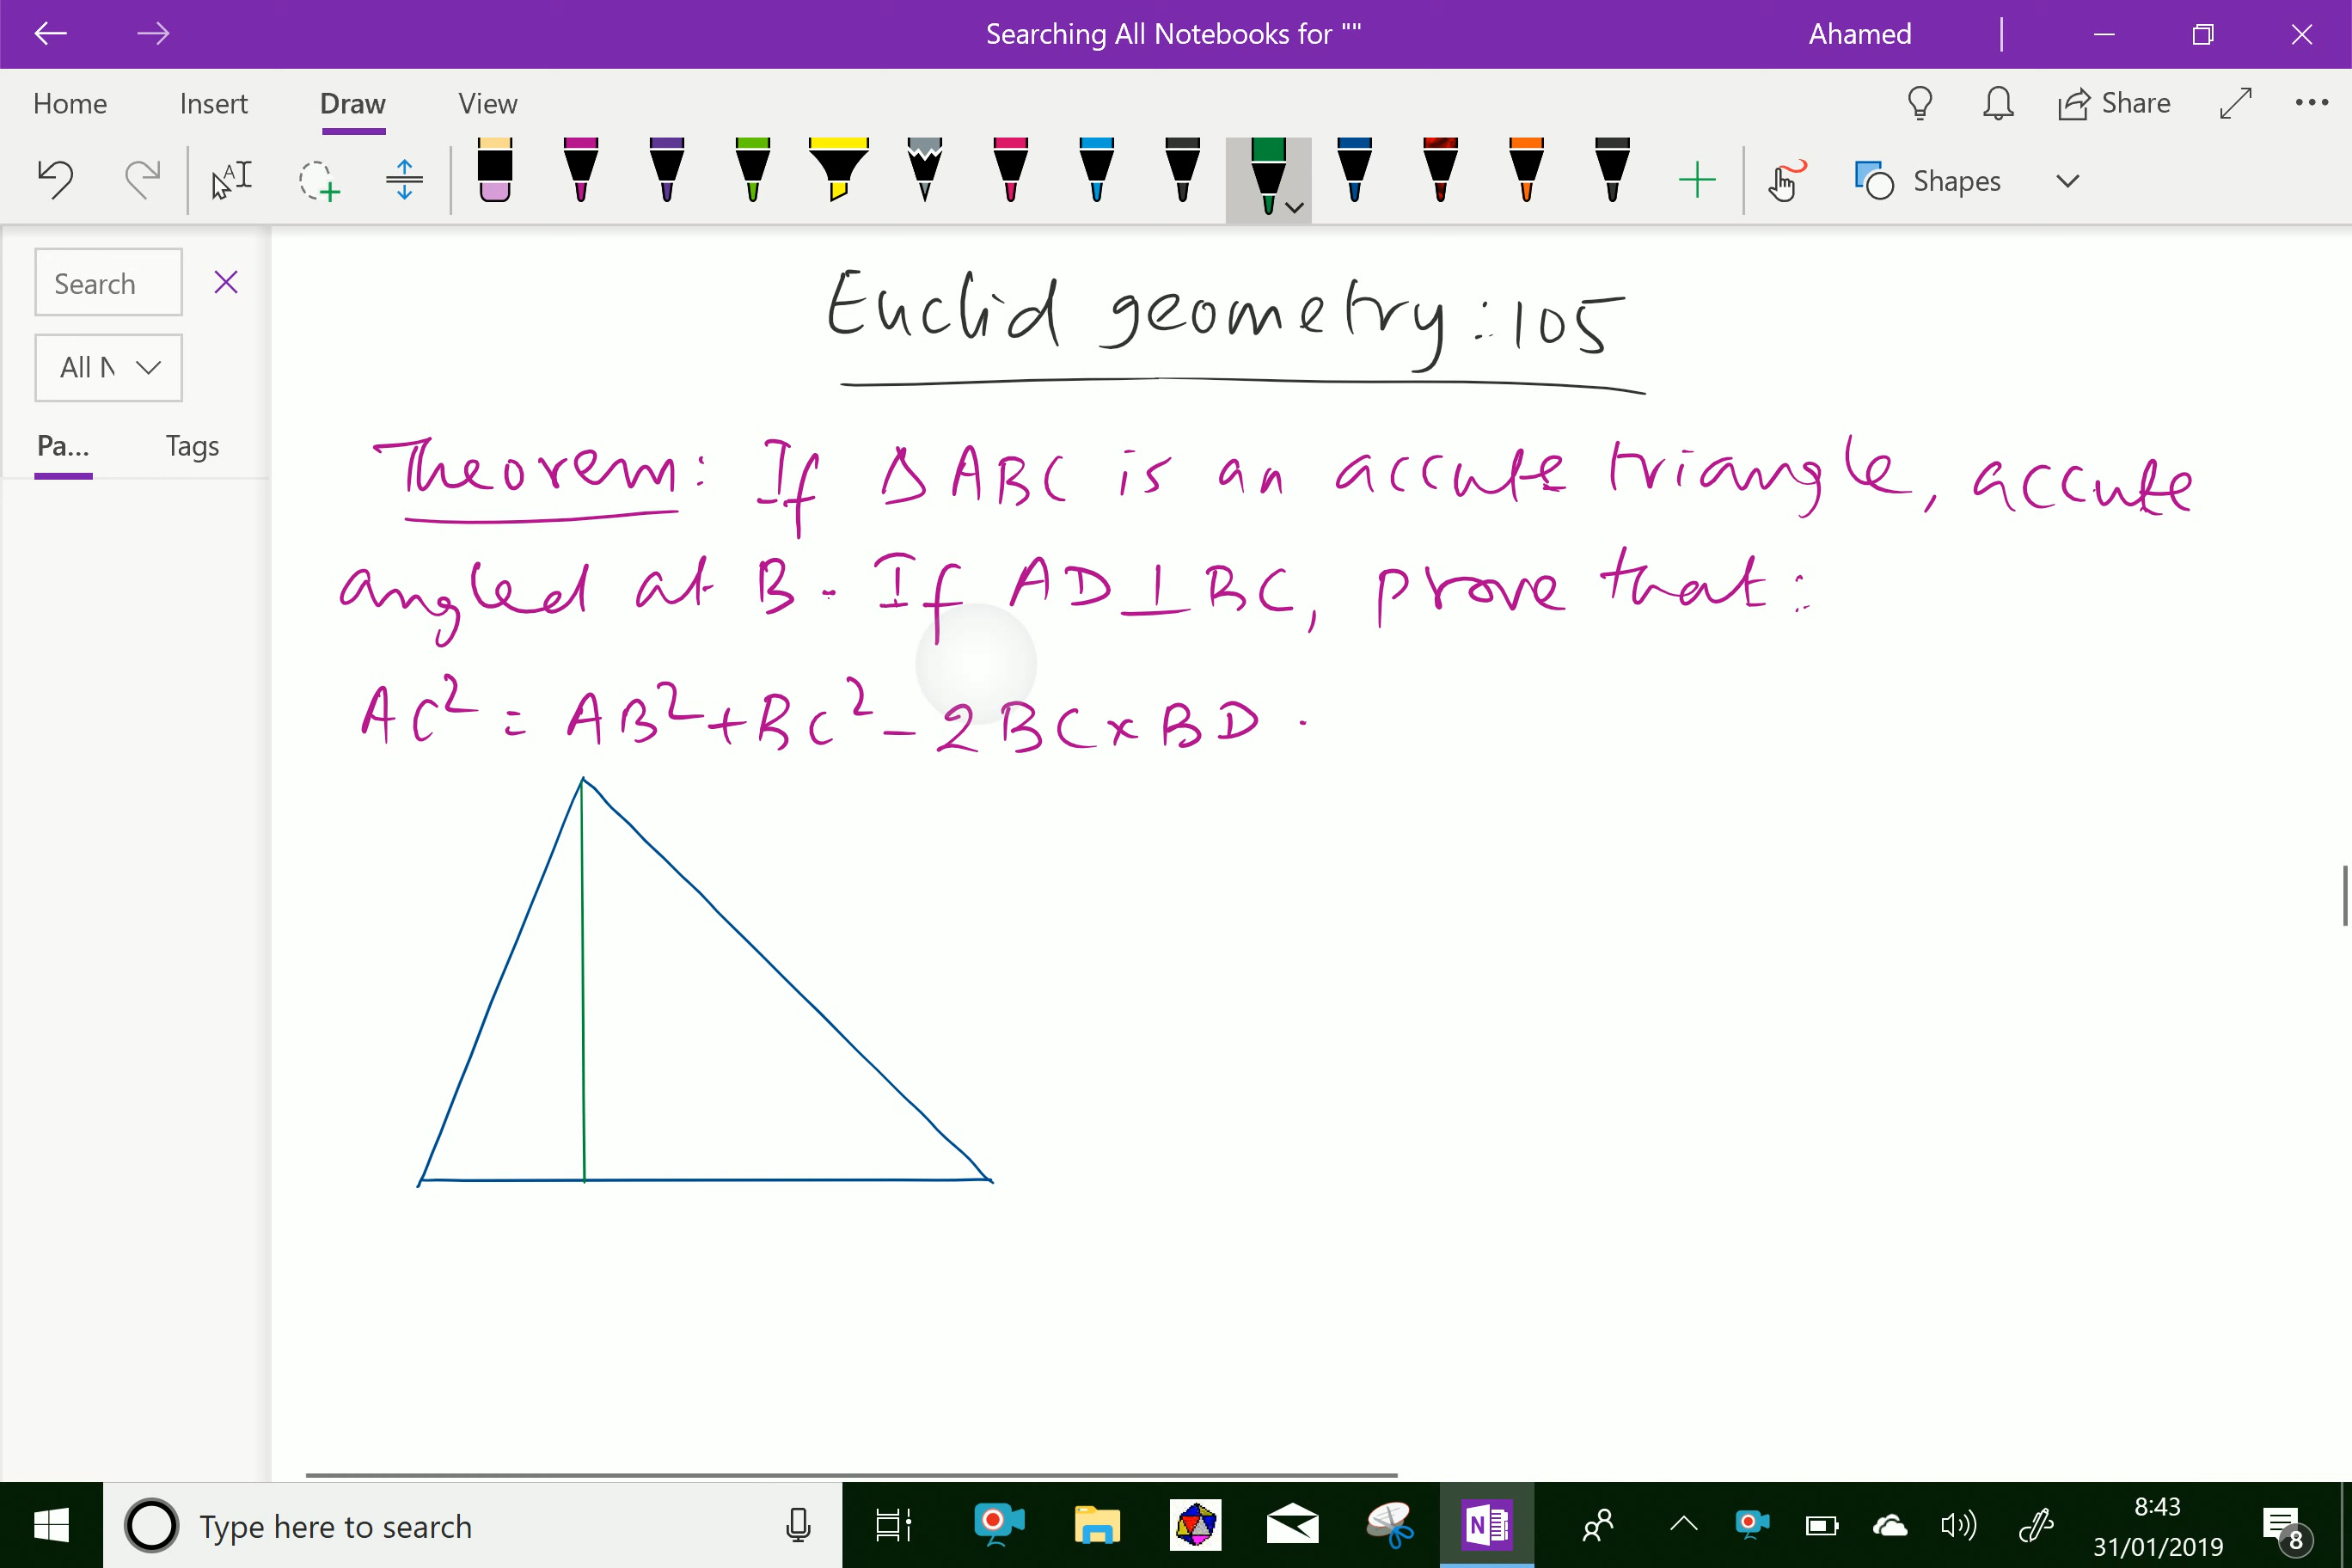 Searching All Notebooks for ""
Ahamed
Home Insert Draw View
Share
Shapes
Search
All N
Pa... Tags
Euclid geometry::105
Theorem: If Δ ABC is an accute triangle, accute
angled at B. If AD⊥BC, prove that:
AC² = AB²+BC²-2BC×BD.
Type here to search
N
8:43
31/01/2019
8